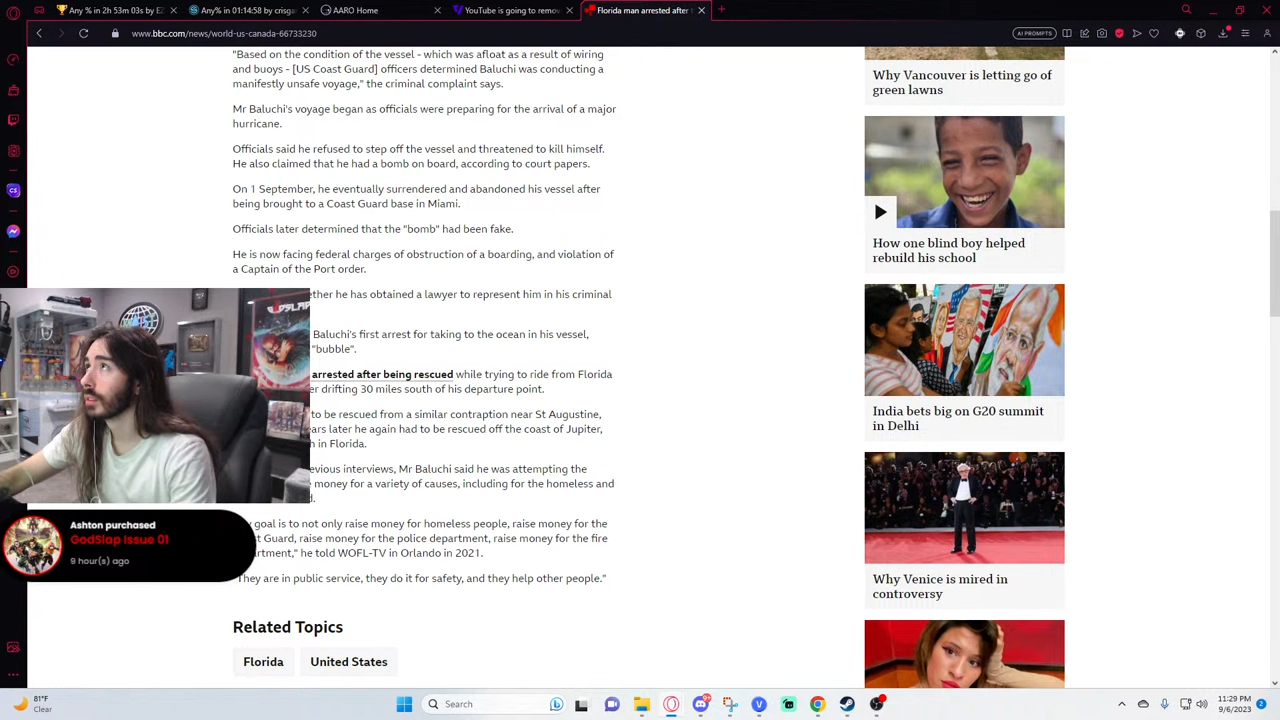 Any % in 2h 53m 03s by EZ
Any% in 01:14:58 by crisgar
AARO Home
YouTube is going to remov
Florida man arrested after t
www.bbc.com/news/world-us-canada-66733230
AI PROMPTS
"Based on the condition of the vessel - which was afloat as a result of wiring
and buoys - [US Coast Guard] officers determined Baluchi was conducting a
manifestly unsafe voyage," the criminal complaint says.
Mr Baluchi's voyage began as officials were preparing for the arrival of a major
hurricane.
Officials said he refused to step off the vessel and threatened to kill himself.
He also claimed that he had a bomb on board, according to court papers.
On 1 September, he eventually surrendered and abandoned his vessel after
being brought to a Coast Guard base in Miami.
Officials later determined that the "bomb" had been fake.
He is now facing federal charges of obstruction of a boarding, and violation of
a Captain of the Port order.
ether he has obtained a lawyer to represent him in his criminal
Baluchi's first arrest for taking to the ocean in his vessel,
"bubble".
arrested after being rescued while trying to ride from Florida
er drifting 30 miles south of his departure point.
to be rescued from a similar contraption near St Augustine,
ears later he again had to be rescued off the coast of Jupiter,
h in Florida.
evious interviews, Mr Baluchi said he was attempting the
money for a variety of causes, including for the homeless and
d.
goal is to not only raise money for homeless people, raise money for the
st Guard, raise money for the police department, raise money for the fire
artment," he told WOFL-TV in Orlando in 2021.
They are in public service, they do it for safety, and they help other people."
Related Topics
Florida
United States
Why Vancouver is letting go of
green lawns
How one blind boy helped
rebuild his school
India bets big on G20 summit
in Delhi
Why Venice is mired in
controversy
Ashton purchased
GodSlap Issue 01
9 hour(s) ago
81°F
Clear
Search
11:29 PM
9/6/2023